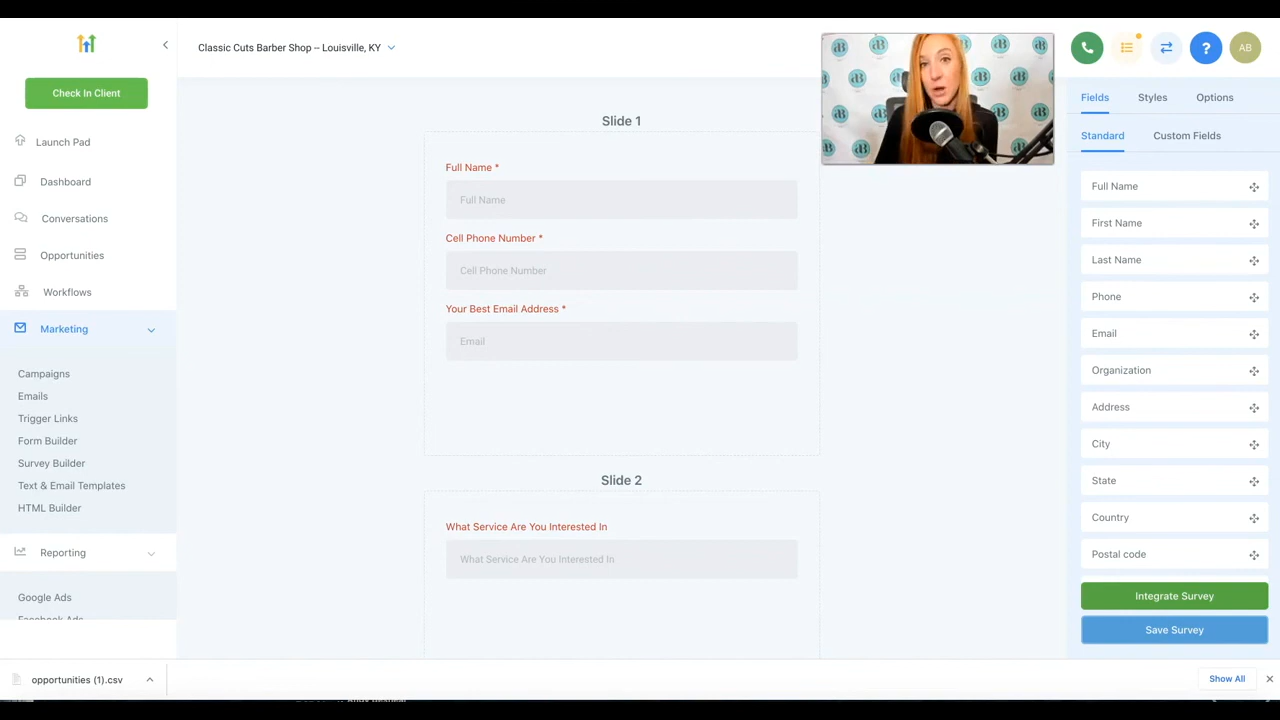 Classic Cuts Barber Shop -- Louisville, KY
Check In Client
Launch Pad
Dashboard
Conversations
Opportunities
Workflows
Marketing
Campaigns
Emails
Trigger Links
Form Builder
Survey Builder
Text & Email Templates
HTML Builder
Reporting
Google Ads
Facebook Ads
Slide 1
Full Name *
Full Name
Cell Phone Number *
Cell Phone Number
Your Best Email Address *
Email
Slide 2
What Service Are You Interested In
What Service Are You Interested In
?
AB
Fields
Styles
Options
Standard
Custom Fields
Full Name
First Name
Last Name
Phone
Email
Organization
Address
City
State
Country
Postal code
Integrate Survey
Save Survey
opportunities (1).csv
Show All